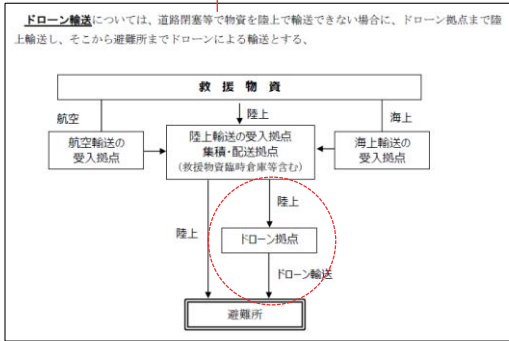 ドローン輸送については、道路閉塞等で物資を陸上で輸送できない場合に、ドローン拠点まで陸
上輸送し、そこから避難所までドローンによる輸送とする、
救援物資
航空
陸上
海上
航空輸送の
受入拠点
陸上輸送の受入拠点
集積・配送拠点
(救援物資臨時倉庫等含む)
海上輸送の
受入拠点
陸上
陸上
ドローン拠点
ドローン輸送
避難所